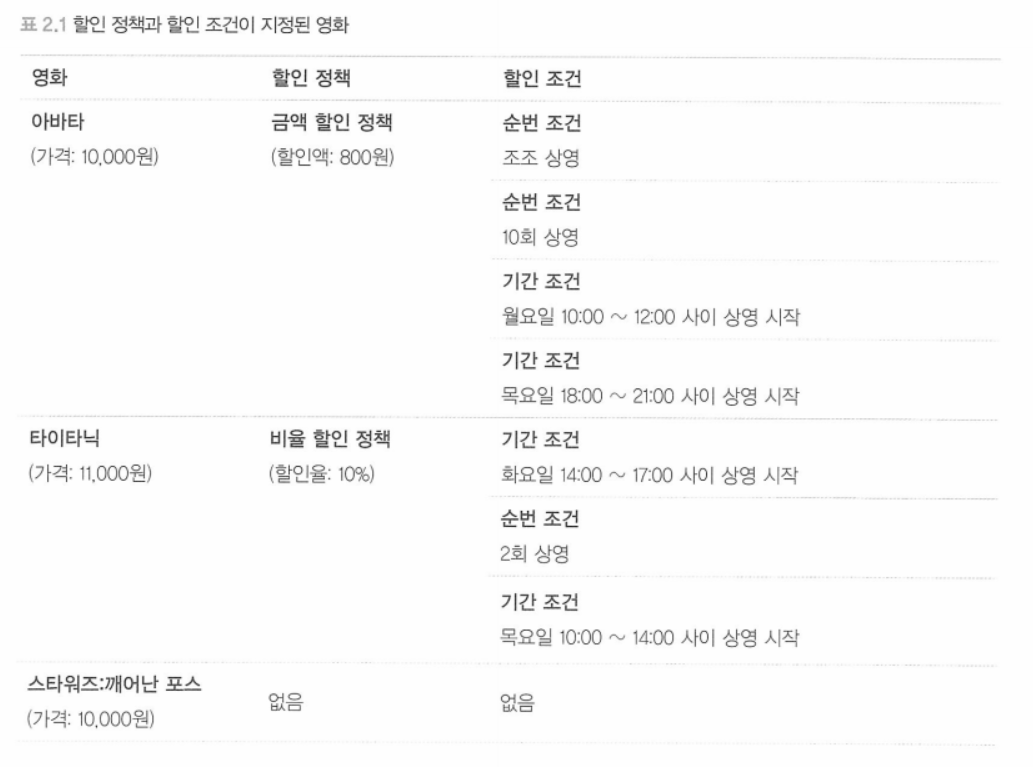 표 2.1 할인 정책과 할인 조건이 지정된 영화
영화 할인 정책 할인 조건
아바타 금액 할인 정책 순번 조건
(가격: 10,000원) (할인액: 800원) 조조 상영
순번 조건
10회 상영
기간 조건
월요일 10:00 ~ 12:00 사이 상영 시작
기간 조건
목요일 18:00 ~ 21:00 사이 상영 시작
타이타닉 비율 할인 정책 기간 조건
(가격: 11,000원) (할인율: 10%) 화요일 14:00 ~ 17:00 사이 상영 시작
순번 조건
2회 상영
기간 조건
목요일 10:00 ~ 14:00 사이 상영 시작
스타워즈:깨어난 포스
없음 없음
(가격: 10,000원)